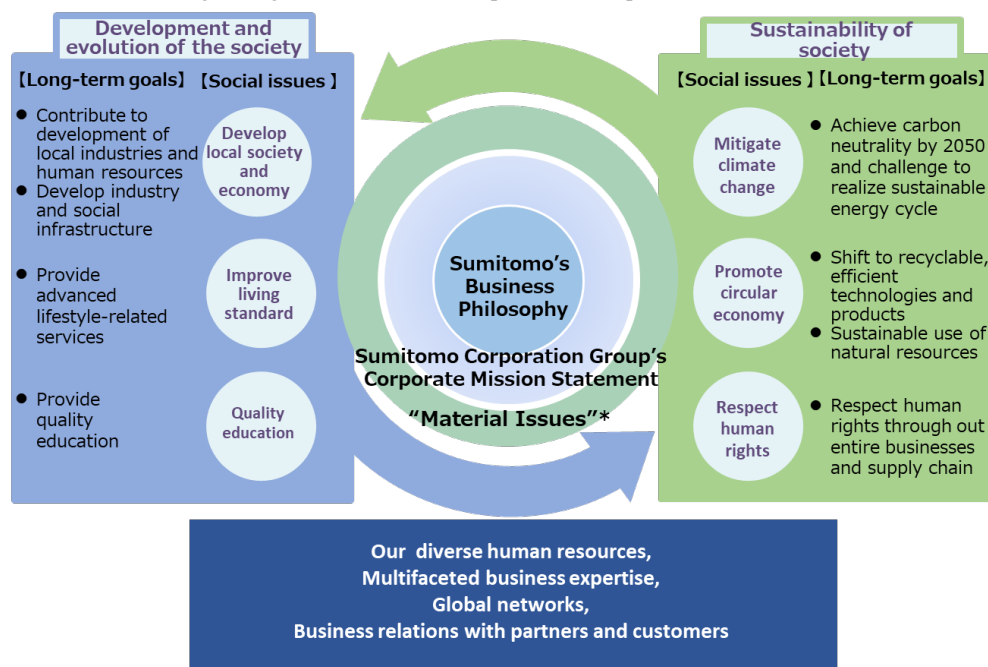 Development and
evolution of the society
【Long-term goals】
【Social issues 】
● Contribute to
development of
local industries and
human resources
● Develop industry
and social
infrastructure
Develop
local society
and
economy
● Provide
advanced
lifestyle-related
services
Improve
living
standard
● Provide
quality
education
Quality
education
Sumitomo's
Business
Philosophy
Sumitomo Corporation Group's
Corporate Mission Statement
"Material Issues"*
Sustainability of
society
【Social issues】
【Long-term goals】
Mitigate
climate
change
● Achieve carbon
neutrality by 2050
and challenge to
realize sustainable
energy cycle
Promote
circular
economy
● Shift to recyclable,
efficient
technologies and
products
● Sustainable use of
natural resources
Respect
human
rights
● Respect human
rights through out
entire businesses
and supply chain
Our  diverse human resources,
Multifaceted business expertise,
Global networks,
Business relations with partners and customers